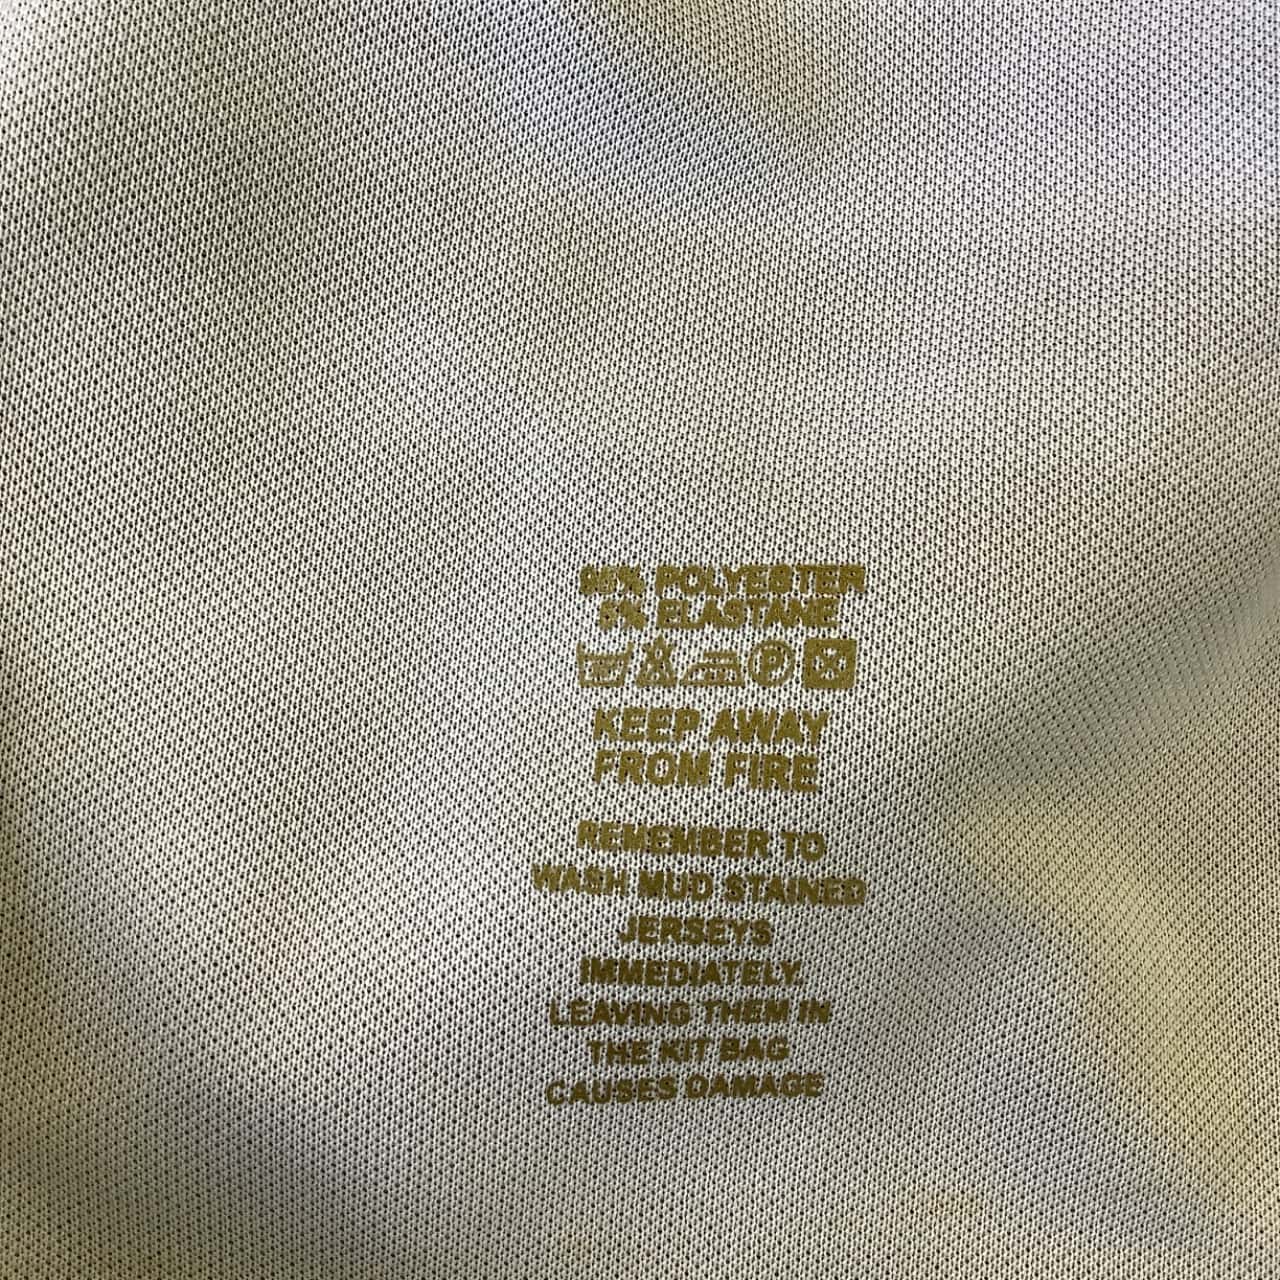 95% POLYESTER
5% ELASTANE
KEEP AWAY
FROM FIRE
REMEMBER TO
WASH MUD STAINED
JERSEYS
IMMEDIATELY.
LEAVING THEM IN
THE KIT BAG
CAUSES DAMAGE